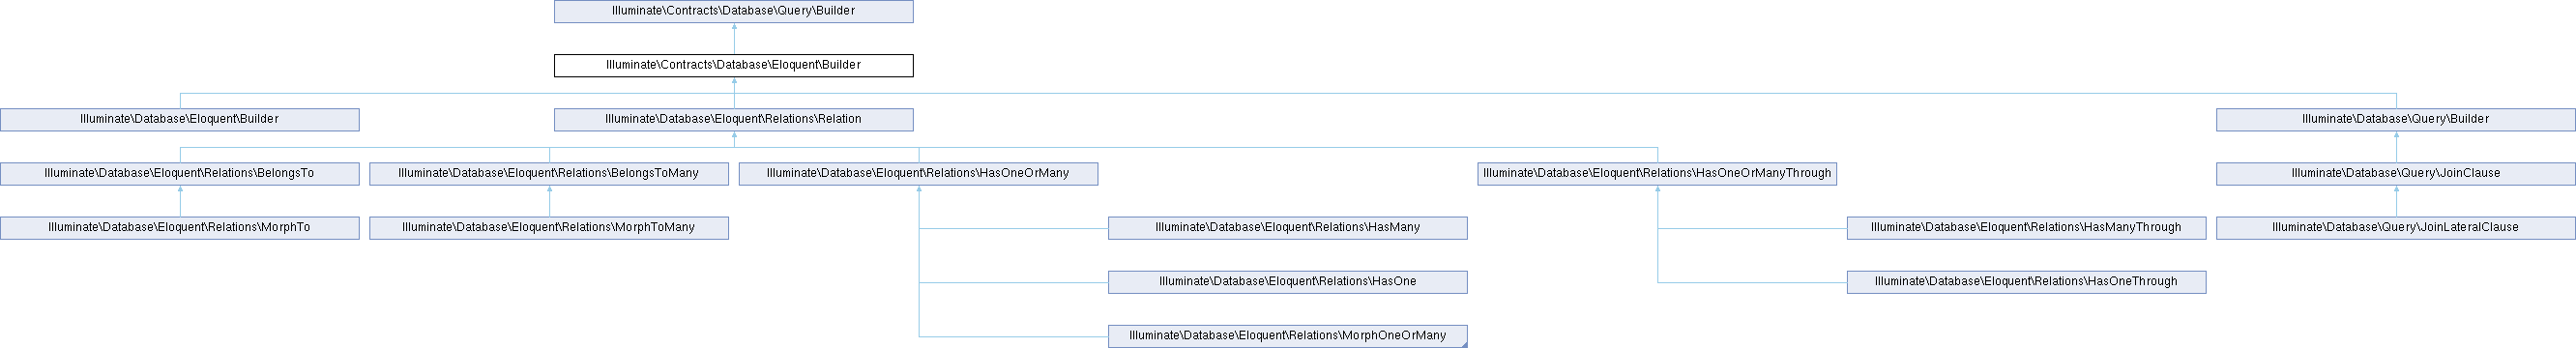 Illuminate\Contracts\Database\Query\Builder
Illuminate\Contracts\Database\Eloquent\Builder
Illuminate\Database\Eloquent\Builder
Illuminate\Database\Eloquent\Relations\Relation
Illuminate\Database\Query\Builder
Illuminate\Database\Eloquent\Relations\BelongsTo
Illuminate\Database\Eloquent\Relations\BelongsToMany
Illuminate\Database\Eloquent\Relations\HasOneOrMany
Illuminate\Database\Eloquent\Relations\HasOneOrManyThrough
Illuminate\Database\Query\JoinClause
Illuminate\Database\Eloquent\Relations\MorphTo
Illuminate\Database\Eloquent\Relations\MorphToMany
Illuminate\Database\Eloquent\Relations\HasMany
Illuminate\Database\Eloquent\Relations\HasManyThrough
Illuminate\Database\Query\JoinLateralClause
Illuminate\Database\Eloquent\Relations\HasOne
Illuminate\Database\Eloquent\Relations\HasOneThrough
Illuminate\Database\Eloquent\Relations\MorphOneOrMany